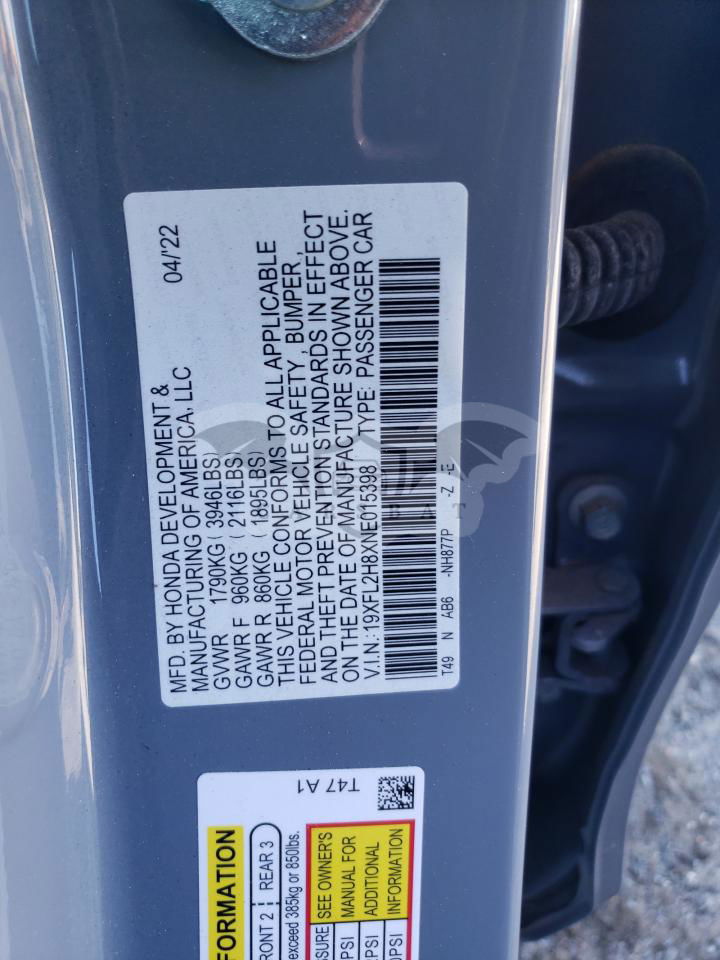 MFD. BY HONDA DEVELOPMENT &
MANUFACTURING OF AMERICA, LLC 04/'22
GVWR 1790KG (3946LBS)
GAWR F 960KG (2116LBS)
GAWR R 860KG (1895LBS)
THIS VEHICLE CONFORMS TO ALL APPLICABLE
FEDERAL MOTOR VEHICLE SAFETY, BUMPER,
AND THEFT PREVENTION STANDARDS IN EFFECT
ON THE DATE OF MANUFACTURE SHOWN ABOVE.
V.I.N.: 19XFL2H8XNE015398 TYPE: PASSENGER CAR
T49 N AB6 -NH877P -Z -E
T47 A1
FORMATION
FRONT 2 REAR 3
exceed 385kg or 850lbs.
SEE OWNER'S
MANUAL FOR
PSI ADDITIONAL
PSI INFORMATION